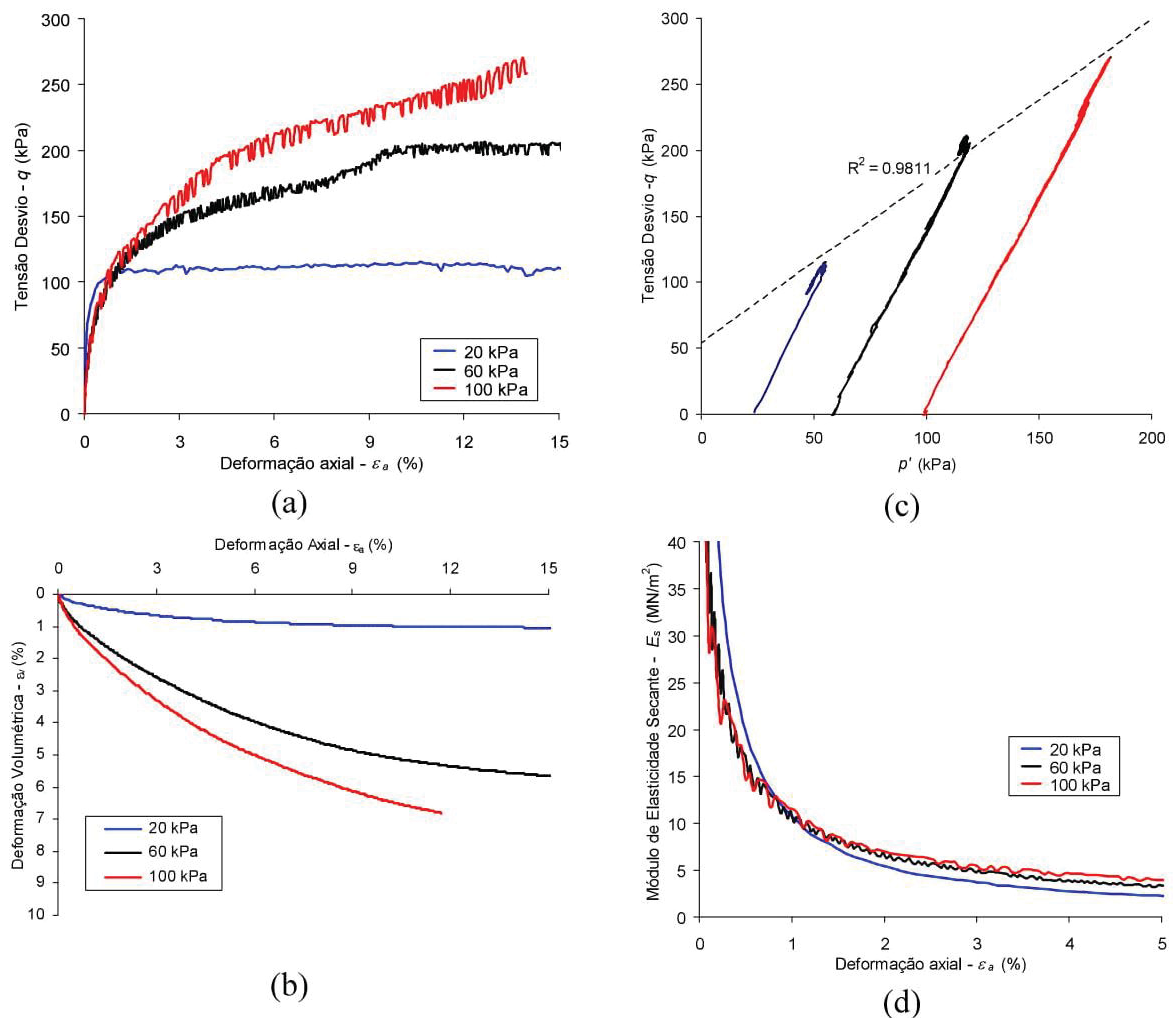 300
250
200
150
100
50
0
Tensão Desvio - q (kPa)
20 kPa
60 kPa
100 kPa
0 3 6 9 12 15
Deformação axial - εa (%)
(a)
300
250
200
150
100
50
0
Tensão Desvio -q (kPa)
R² = 0.9811
0 50 100 150 200
p' (kPa)
(c)
Deformação Axial - εa (%)
0 3 6 9 12 15
0
1
2
3
4
5
6
7
8
9
10
Deformação Volumétrica - εv (%)
20 kPa
60 kPa
100 kPa
(b)
40
35
30
25
20
15
10
5
0
Módulo de Elasticidade Secante - Es (MN/m²)
20 kPa
60 kPa
100 kPa
0 1 2 3 4 5
Deformação axial - εa (%)
(d)